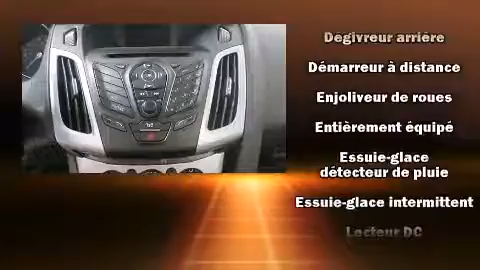 Degivreur arrière
Démarreur à distance
Enjoliveur de roues
Entièrement équipé
Essuie-glace
détecteur de pluie
Essuie-glace intermittent
Lecteur DC